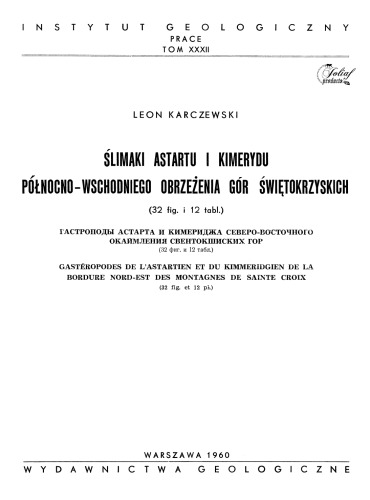 INSTYTUT GEOLOGICZNY
PRACE
TOM XXXII
Foliaf
products
LEON KARCZEWSKI
ŚLIMAKI ASTARTU I KIMERYDU
PÓŁNOCNO-WSCHODNIEGO OBRZEŻENIA GÓR ŚWIĘTOKRZYSKICH
(32 fig. i 12 tabl.)
ГАСТРОПОДЫ АСТАРТА И КИМЕРИДЖА СЕВЕРО-ВОСТОЧНОГО
ОКАЙМЛЕНИЯ СВЕНТОКШИСКИХ ГОР
(32 фиг. и 12 табл.)
GASTÉROPODES DE L'ASTARTIEN ET DU KIMMERIDGIEN DE LA
BORDURE NORD-EST DES MONTAGNES DE SAINTE CROIX
(32 fig. et 12 pl.)
WARSZAWA 1960
WYDAWNICTWA GEOLOGICZNE